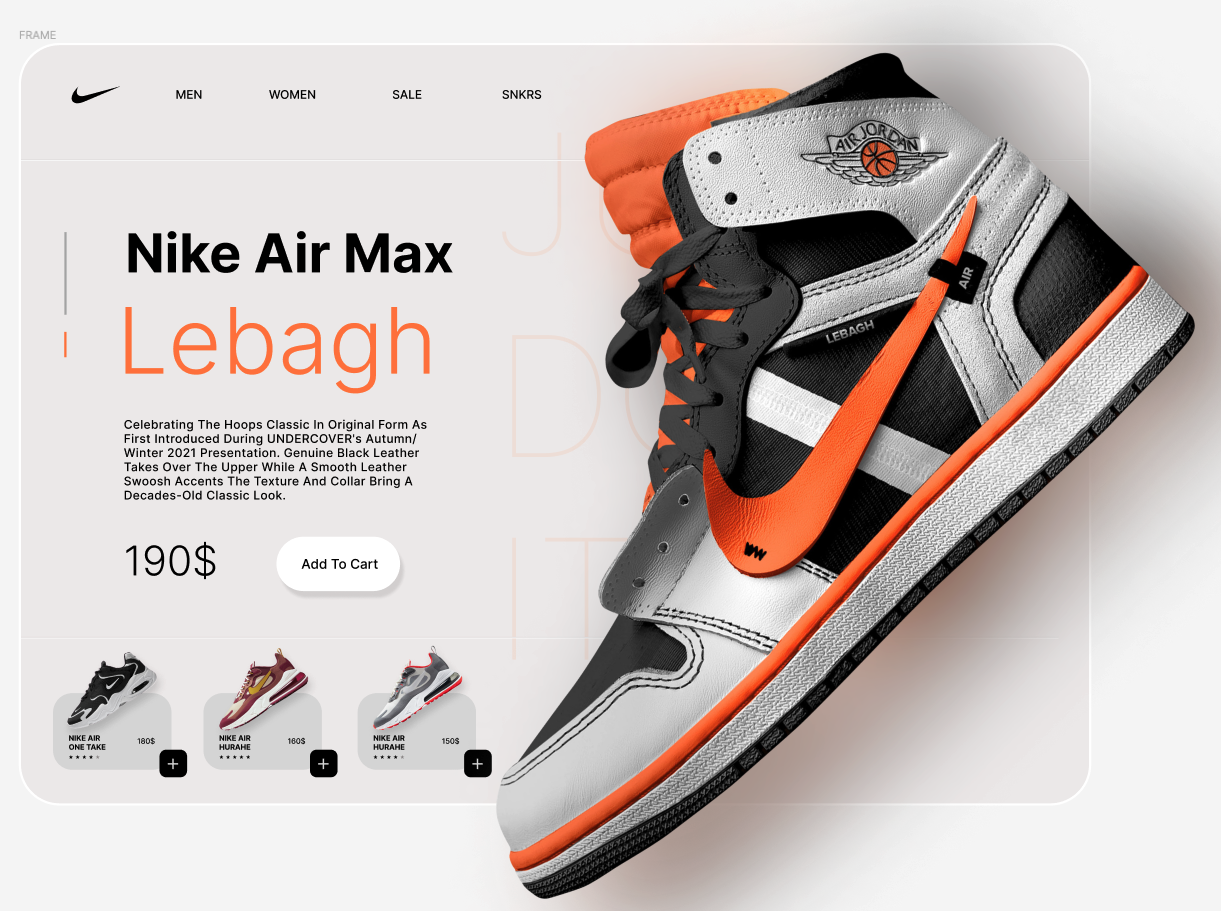 FRAME
MEN WOMEN SALE SNKRS
AIR JORDAN
JU
Nike Air Max
AIR
Lebagh
LEBAGH
DO
Celebrating The Hoops Classic In Original Form As
First Introduced During UNDERCOVER's Autumn/
Winter 2021 Presentation. Genuine Black Leather
Takes Over The Upper While A Smooth Leather
Swoosh Accents The Texture And Collar Bring A
Decades-Old Classic Look.
IT
190$ Add To Cart
NIKE AIR
ONE TAKE 180$
NIKE AIR
HURAHE 160$
NIKE AIR
HURAHE 150$